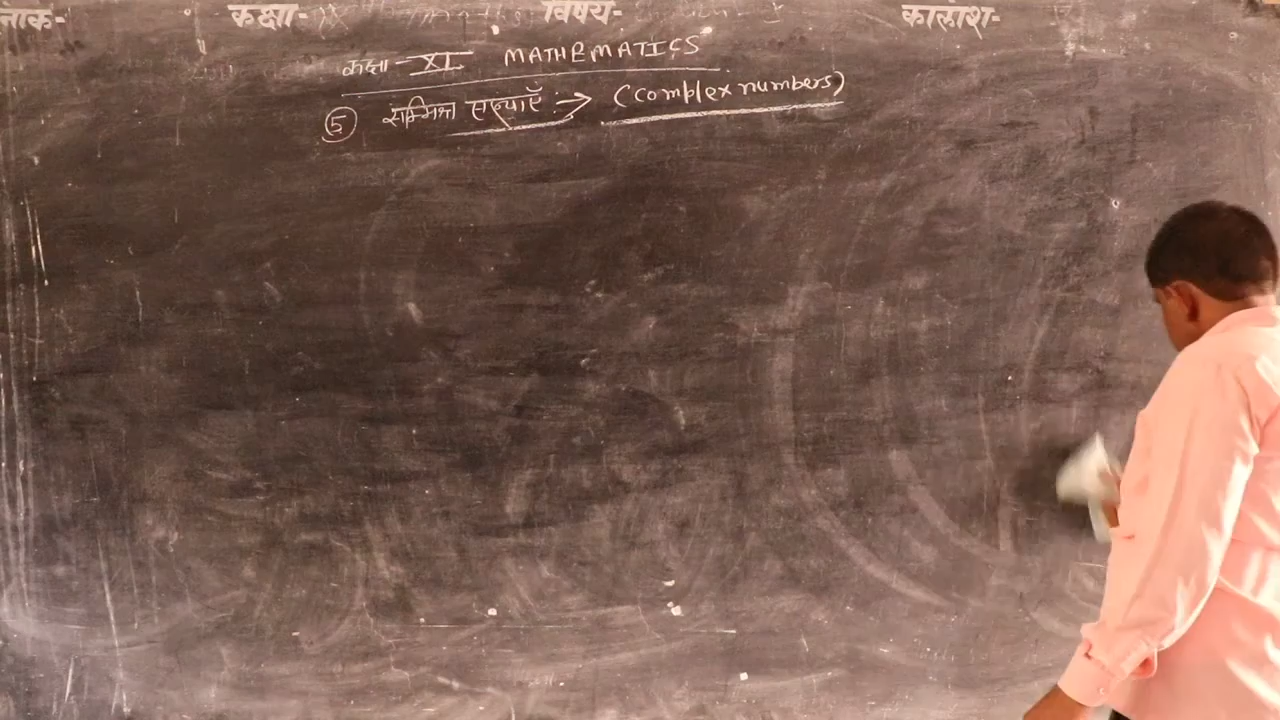 नांक- कक्षा- विषय- कालांश-
कक्षा - XI MATHEMATICS
⑤ सम्मिश्र संख्याएँ :→ (complex numbers)